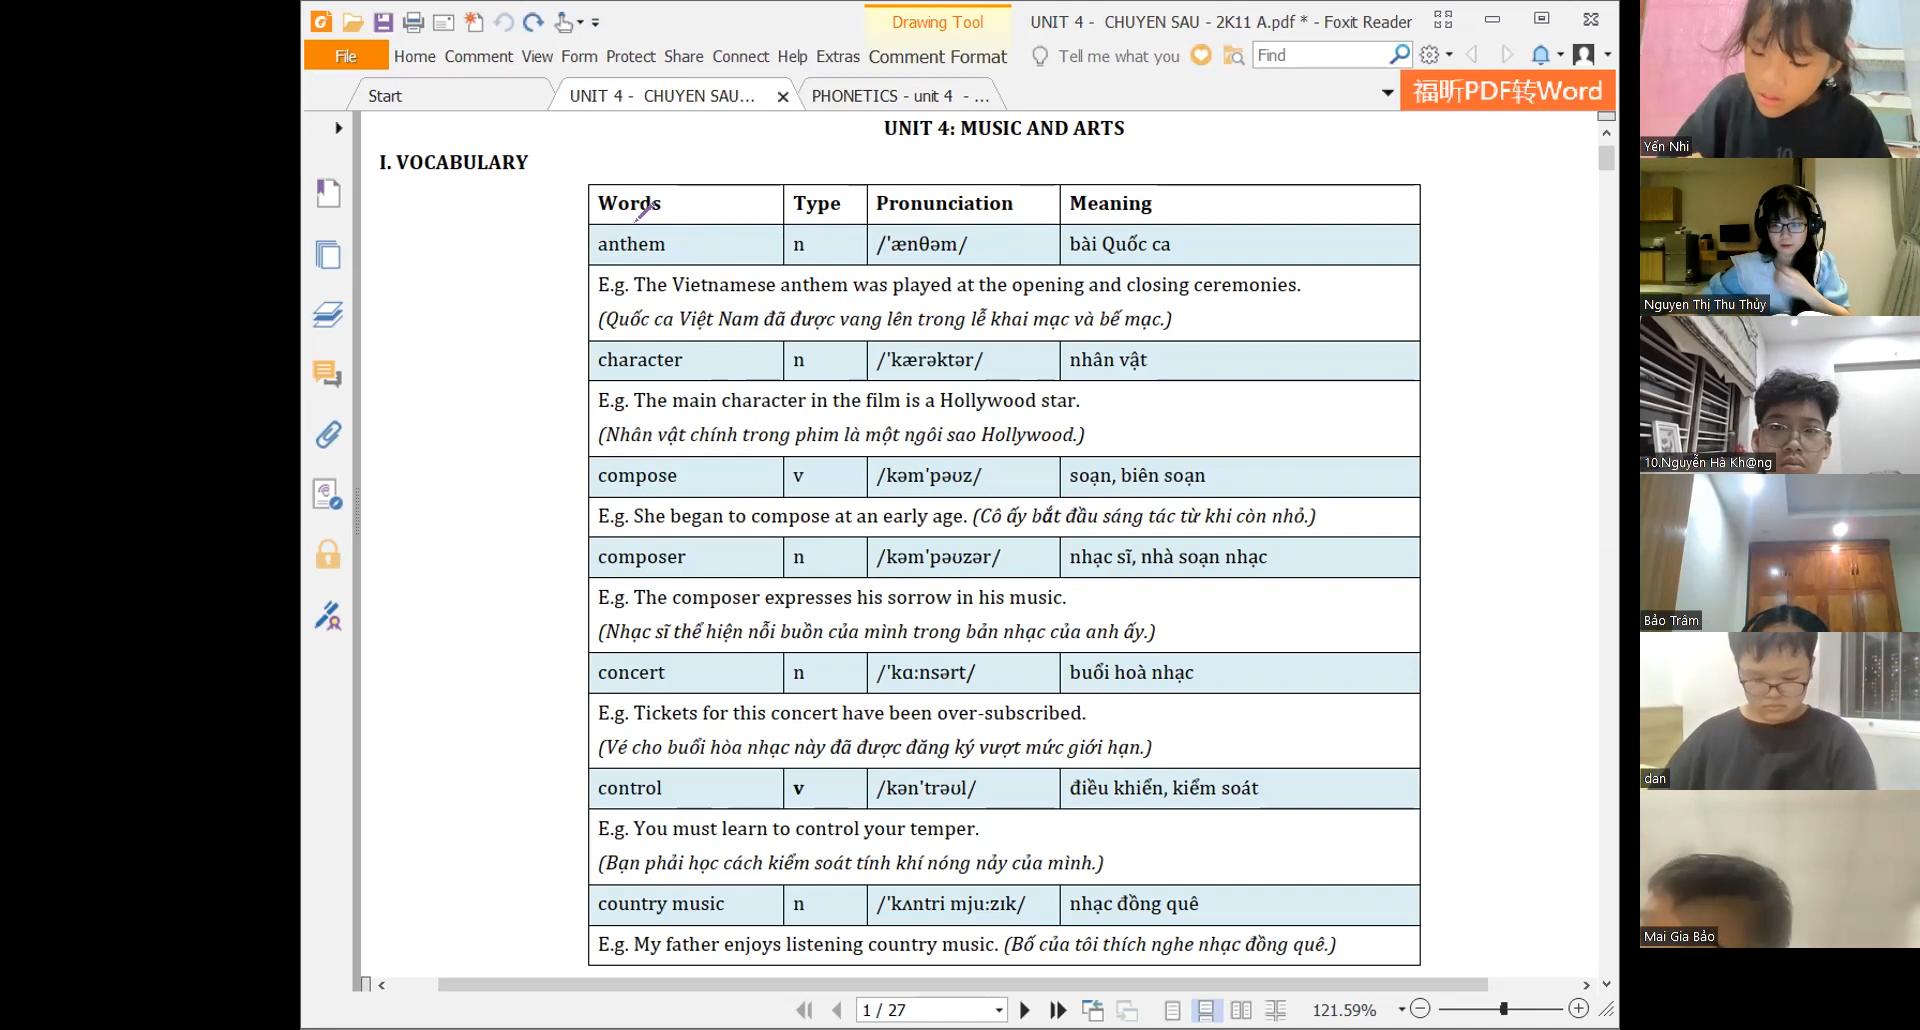 Drawing Tool
UNIT 4 - CHUYEN SAU - 2K11 A.pdf * - Foxit Reader
File Home Comment View Form Protect Share Connect Help Extras Comment Format Tell me what you Find
Start UNIT 4 - CHUYEN SAU... PHONETICS - unit 4 - ... 福昕PDF转Word
UNIT 4: MUSIC AND ARTS
I. VOCABULARY
Words Type Pronunciation Meaning
anthem n /'ænθəm/ bài Quốc ca
E.g. The Vietnamese anthem was played at the opening and closing ceremonies.
(Quốc ca Việt Nam đã được vang lên trong lễ khai mạc và bế mạc.)
character n /'kærəktər/ nhân vật
E.g. The main character in the film is a Hollywood star.
(Nhân vật chính trong phim là một ngôi sao Hollywood.)
compose v /kəm'pəʊz/ soạn, biên soạn
E.g. She began to compose at an early age. (Cô ấy bắt đầu sáng tác từ khi còn nhỏ.)
composer n /kəm'pəʊzər/ nhạc sĩ, nhà soạn nhạc
E.g. The composer expresses his sorrow in his music.
(Nhạc sĩ thể hiện nỗi buồn của mình trong bản nhạc của anh ấy.)
concert n /'kɑ:nsərt/ buổi hoà nhạc
E.g. Tickets for this concert have been over-subscribed.
(Vé cho buổi hòa nhạc này đã được đăng ký vượt mức giới hạn.)
control v /kən'trəʊl/ điều khiển, kiểm soát
E.g. You must learn to control your temper.
(Bạn phải học cách kiểm soát tính khí nóng nảy của mình.)
country music n /'kʌntri mju:zɪk/ nhạc đồng quê
E.g. My father enjoys listening country music. (Bố của tôi thích nghe nhạc đồng quê.)
1 / 27 121.59%
Yến Nhi
Nguyen Thị Thu Thủy
10.Nguyễn Hà Kh@ng
Bảo Trâm
dan
Mai Gia Bảo